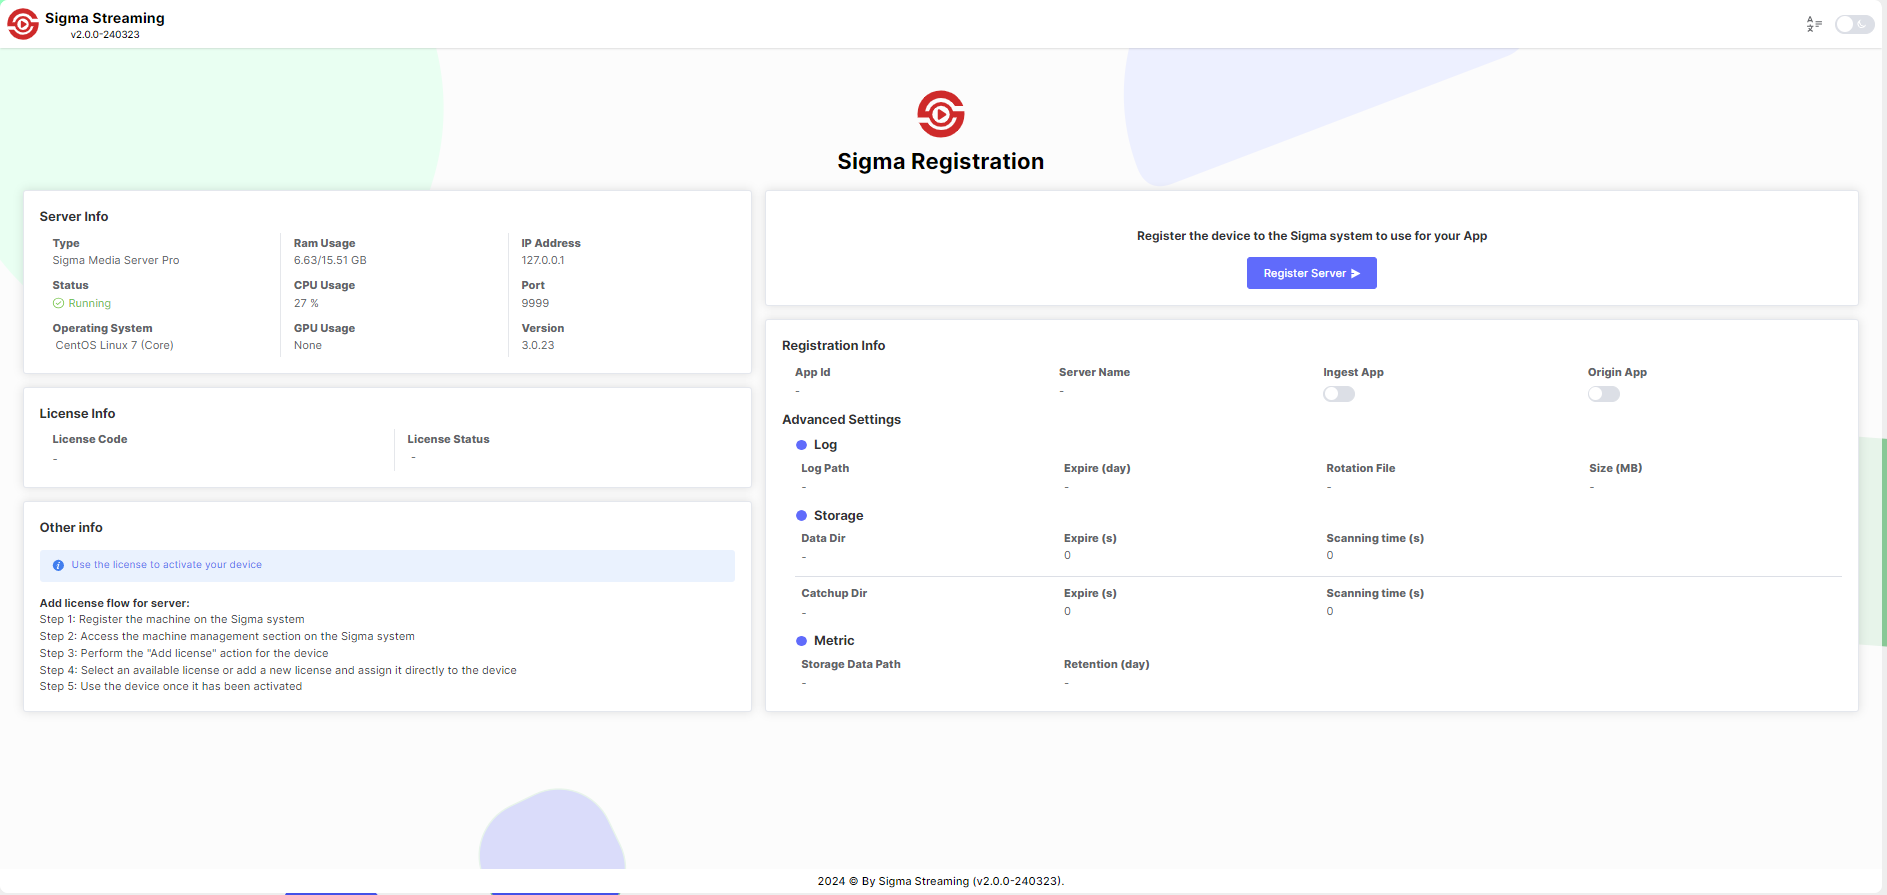 Sigma Streaming
v2.0.0-240323
Sigma Registration
Server Info
Type
Sigma Media Server Pro
Status
Running
Operating System
CentOS Linux 7 (Core)
Ram Usage
6.63/15.51 GB
CPU Usage
27 %
GPU Usage
None
IP Address
127.0.0.1
Port
9999
Version
3.0.23
License Info
License Code
-
License Status
-
Other info
Use the license to activate your device
Add license flow for server:
Step 1: Register the machine on the Sigma system
Step 2: Access the machine management section on the Sigma system
Step 3: Perform the "Add license" action for the device
Step 4: Select an available license or add a new license and assign it directly to the device
Step 5: Use the device once it has been activated
Register the device to the Sigma system to use for your App
Register Server
Registration Info
App Id
-
Server Name
-
Ingest App
Origin App
Advanced Settings
Log
Log Path
-
Expire (day)
-
Rotation File
-
Size (MB)
-
Storage
Data Dir
-
Expire (s)
0
Scanning time (s)
0
Catchup Dir
-
Expire (s)
0
Scanning time (s)
0
Metric
Storage Data Path
-
Retention (day)
-
2024 © By Sigma Streaming (v2.0.0-240323).